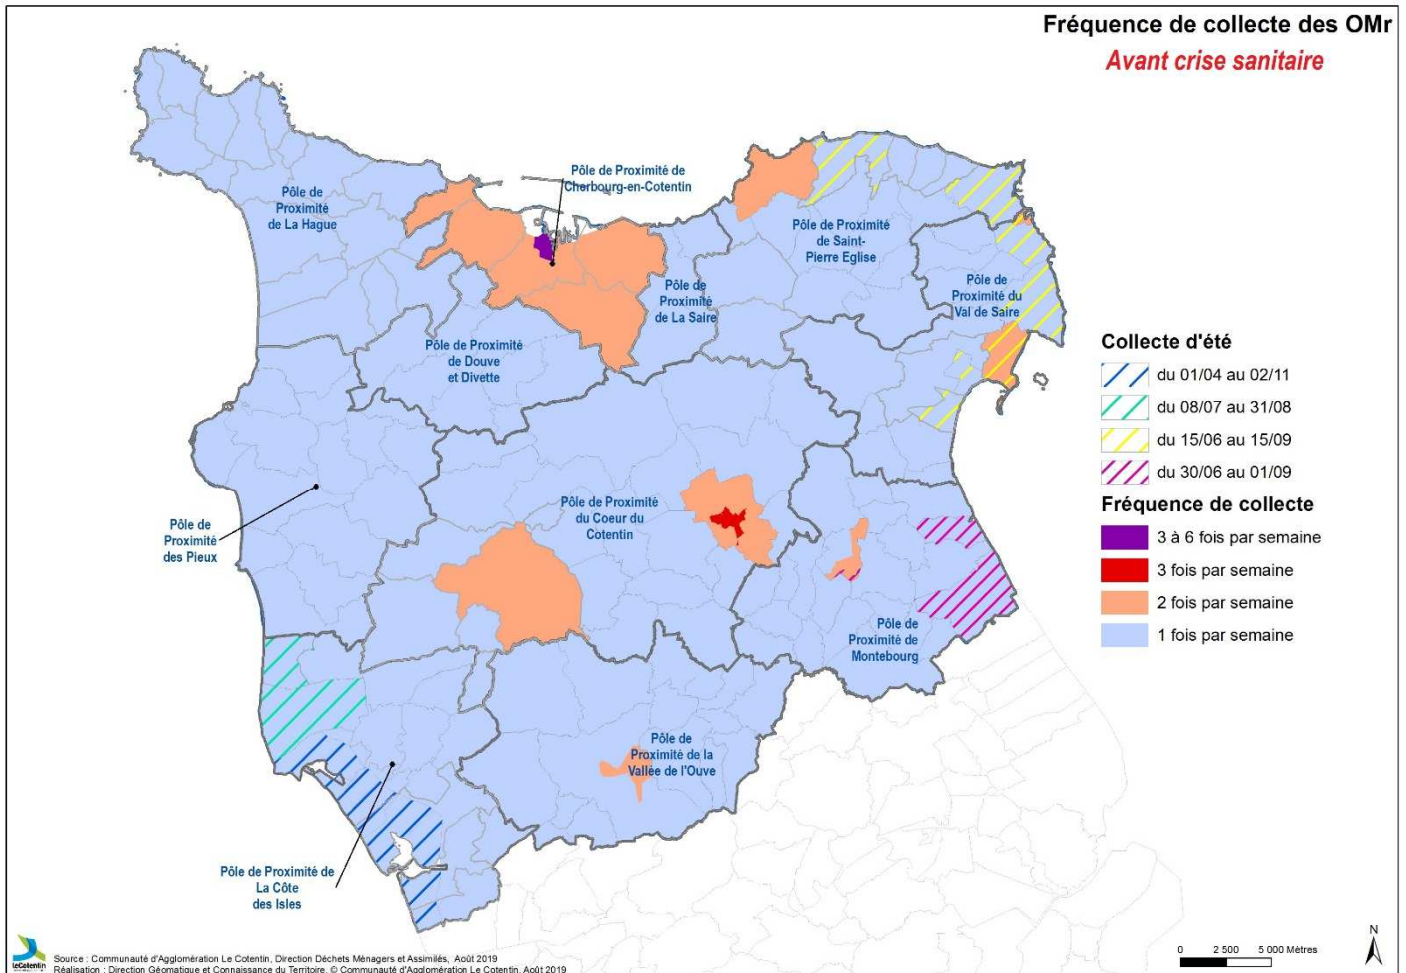 Fréquence de collecte des OMr
Avant crise sanitaire
Pôle de Proximité de
Cherbourg-en-Cotentin
Pôle de
Proximité
de La Hague
Pôle de Proximité
de Saint-
Pierre Eglise
Pôle de
Proximité du
Val de Saire
Pôle de
Proximité
de La Saire
Pôle de Proximité
de Douve
et Divette
Pôle de Proximité
du Coeur du
Cotentin
Pôle de
Proximité
des Pieux
Pôle de
Proximité de
Montebourg
Pôle de
Proximité de la
Vallée de l'Ouve
Pôle de Proximité de
La Côte
des Isles
Collecte d'été
du 01/04 au 02/11
du 08/07 au 31/08
du 15/06 au 15/09
du 30/06 au 01/09
Fréquence de collecte
3 à 6 fois par semaine
3 fois par semaine
2 fois par semaine
1 fois par semaine
leCotentin
Source : Communauté d'Agglomération Le Cotentin, Direction Déchets Ménagers et Assimilés, Août 2019
Réalisation : Direction Géomatique et Connaissance du Territoire, © Communauté d'Agglomération Le Cotentin, Août 2019
0 2 500 5 000 Mètres
N